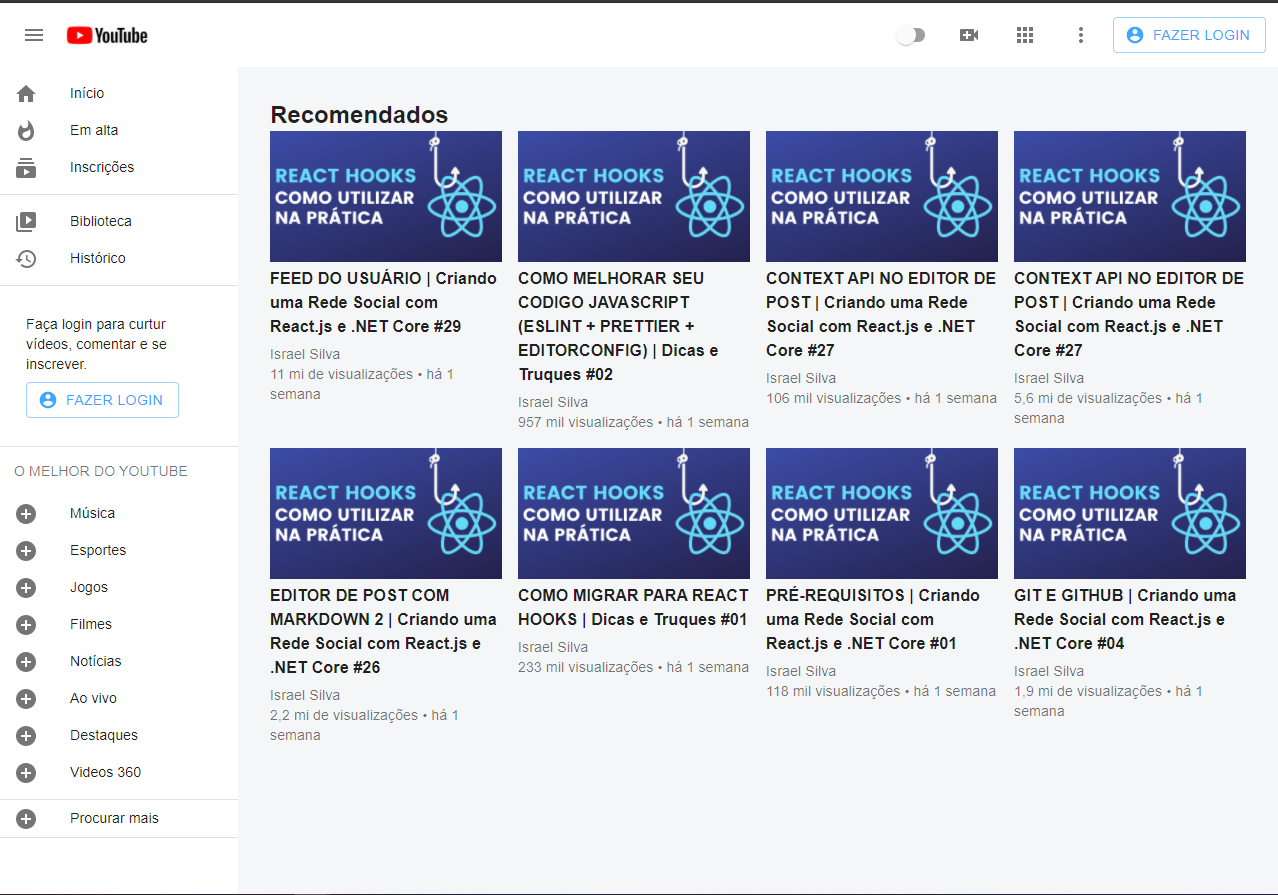 YouTube
FAZER LOGIN
Início
Em alta
Inscrições
Biblioteca
Histórico
Faça login para curtir
vídeos, comentar e se
inscrever.
FAZER LOGIN
O MELHOR DO YOUTUBE
Música
Esportes
Jogos
Filmes
Notícias
Ao vivo
Destaques
Videos 360
Procurar mais
Recomendados
REACT HOOKS
COMO UTILIZAR
NA PRÁTICA
FEED DO USUÁRIO | Criando
uma Rede Social com
React.js e .NET Core #29
Israel Silva
11 mi de visualizações • há 1
semana
REACT HOOKS
COMO UTILIZAR
NA PRÁTICA
COMO MELHORAR SEU
CODIGO JAVASCRIPT
(ESLINT + PRETTIER +
EDITORCONFIG) | Dicas e
Truques #02
Israel Silva
957 mil visualizações • há 1 semana
REACT HOOKS
COMO UTILIZAR
NA PRÁTICA
CONTEXT API NO EDITOR DE
POST | Criando uma Rede
Social com React.js e .NET
Core #27
Israel Silva
106 mil visualizações • há 1 semana
REACT HOOKS
COMO UTILIZAR
NA PRÁTICA
CONTEXT API NO EDITOR DE
POST | Criando uma Rede
Social com React.js e .NET
Core #27
Israel Silva
5,6 mi de visualizações • há 1
semana
REACT HOOKS
COMO UTILIZAR
NA PRÁTICA
EDITOR DE POST COM
MARKDOWN 2 | Criando uma
Rede Social com React.js e
.NET Core #26
Israel Silva
2,2 mi de visualizações • há 1
semana
REACT HOOKS
COMO UTILIZAR
NA PRÁTICA
COMO MIGRAR PARA REACT
HOOKS | Dicas e Truques #01
Israel Silva
233 mil visualizações • há 1 semana
REACT HOOKS
COMO UTILIZAR
NA PRÁTICA
PRÉ-REQUISITOS | Criando
uma Rede Social com
React.js e .NET Core #01
Israel Silva
118 mil visualizações • há 1 semana
REACT HOOKS
COMO UTILIZAR
NA PRÁTICA
GIT E GITHUB | Criando uma
Rede Social com React.js e
.NET Core #04
Israel Silva
1,9 mi de visualizações • há 1
semana